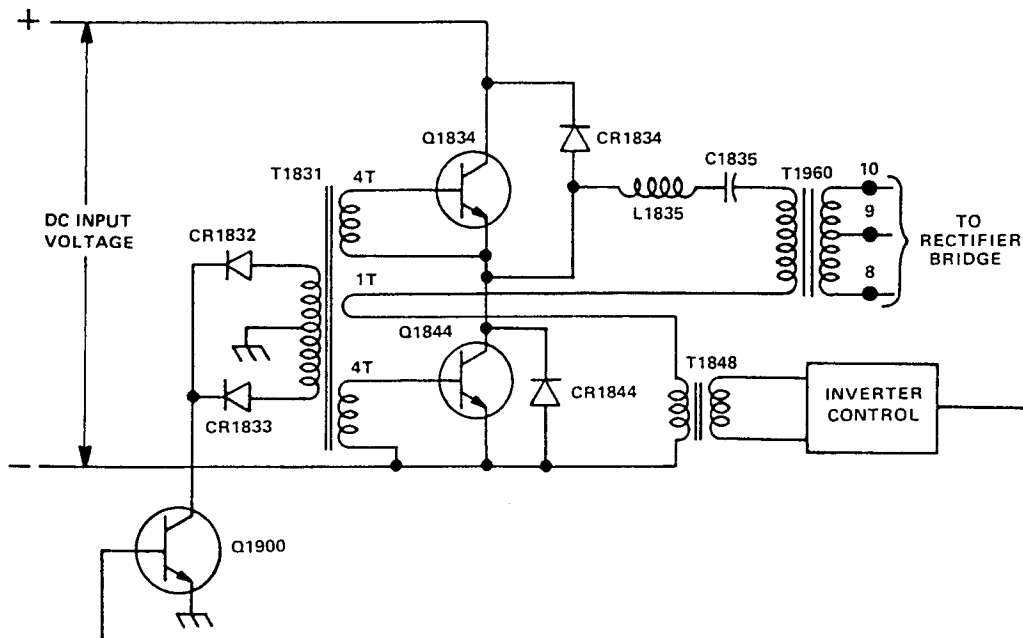 +
Q1834
CR1834
C1835
T1960
10
T1831
4T
DC INPUT
VOLTAGE
L1835
9
TO
RECTIFIER
BRIDGE
CR1832
8
1T
Q1844
4T
T1848
CR1844
INVERTER
CONTROL
CR1833
−
Q1900